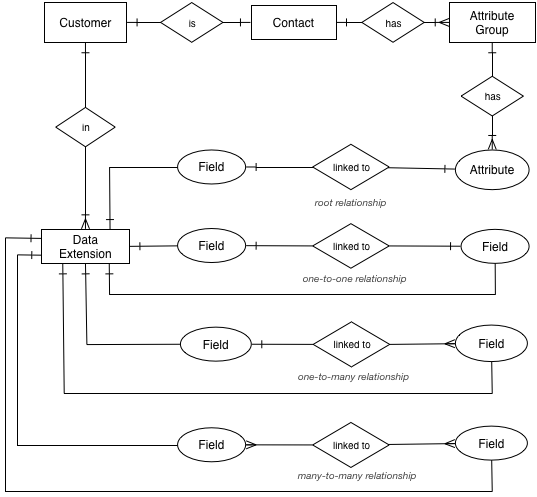 Customer
is
Contact
has
Attribute
Group
has
in
Field
linked to
Attribute
root relationship
Data
Extension
Field
linked to
Field
one-to-one relationship
Field
linked to
Field
one-to-many relationship
Field
linked to
Field
many-to-many relationship